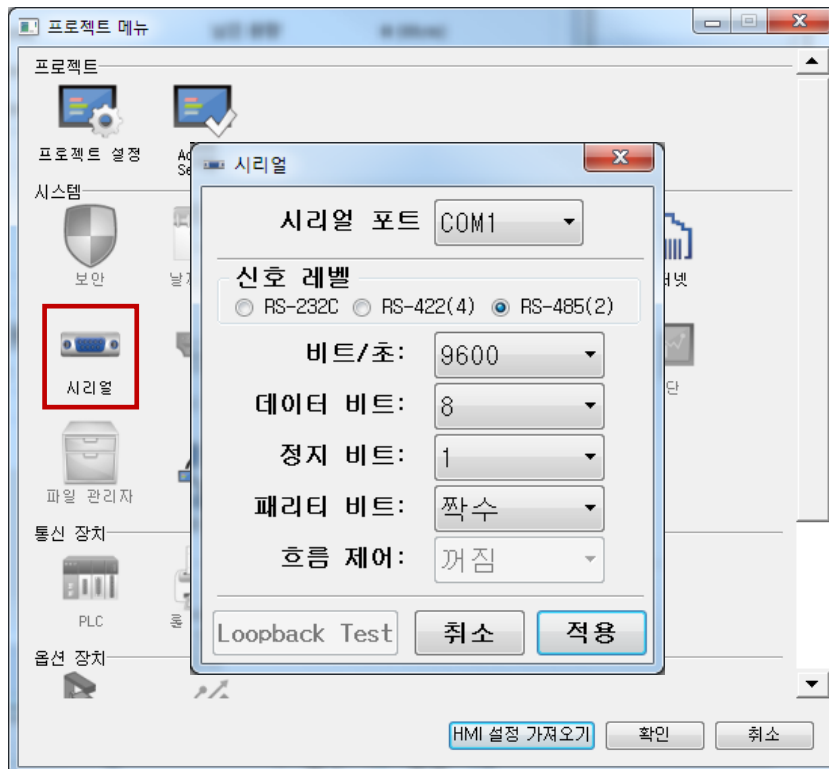 프로젝트 메뉴
프로젝트
프로젝트 설정
시스템
보안
시리얼
파일 관리자
통신 장치
PLC
옵션 장치
시리얼
시리얼 포트 COM1
신호 레벨
RS-232C RS-422(4) RS-485(2)
비트/초: 9600
데이터 비트: 8
정지 비트: 1
패리티 비트: 짝수
흐름 제어: 꺼짐
Loopback Test 취소 적용
HMI 설정 가져오기 확인 취소